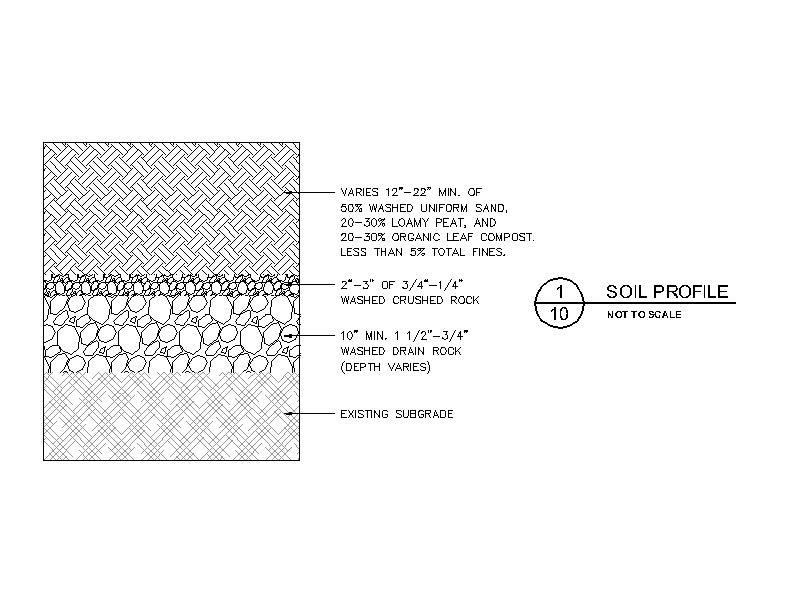 VARIES 12"-22" MIN. OF
50% WASHED UNIFORM SAND,
20-30% LOAMY PEAT, AND
20-30% ORGANIC LEAF COMPOST.
LESS THAN 5% TOTAL FINES.
2"-3" OF 3/4"-1/4"
WASHED CRUSHED ROCK
10" MIN. 1 1/2"-3/4"
WASHED DRAIN ROCK
(DEPTH VARIES)
EXISTING SUBGRADE
1
10
SOIL PROFILE
NOT TO SCALE